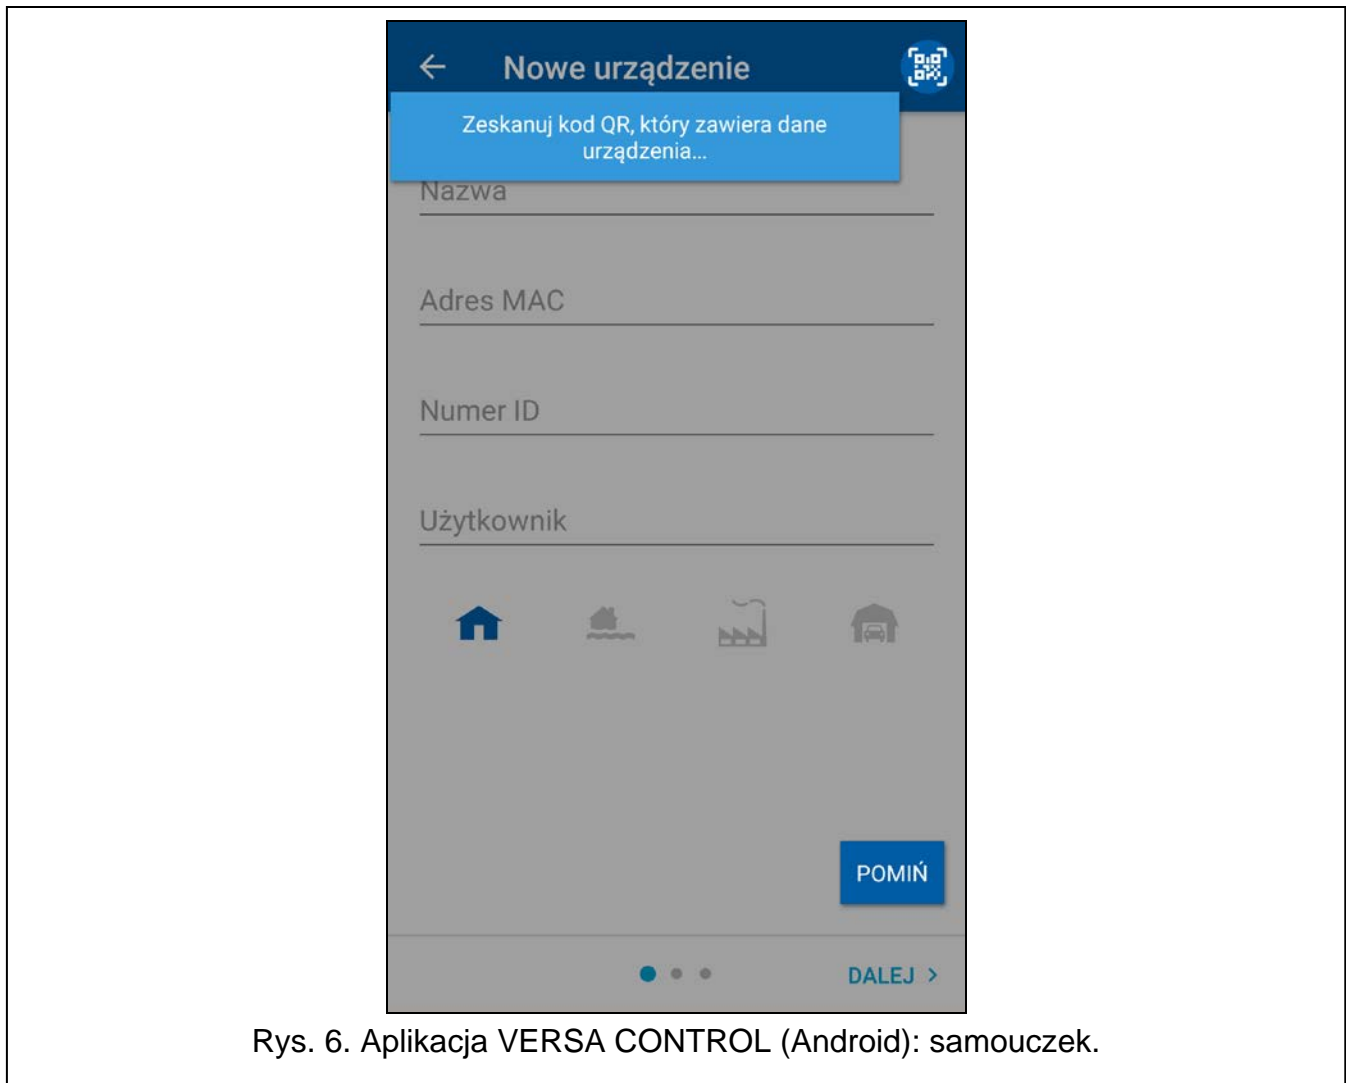 Nowe urządzenie
Zeskanuj kod QR, który zawiera dane
urządzenia...
Nazwa
Adres MAC
Numer ID
Użytkownik
POMIŃ
DALEJ >
Rys. 6. Aplikacja VERSA CONTROL (Android): samouczek.